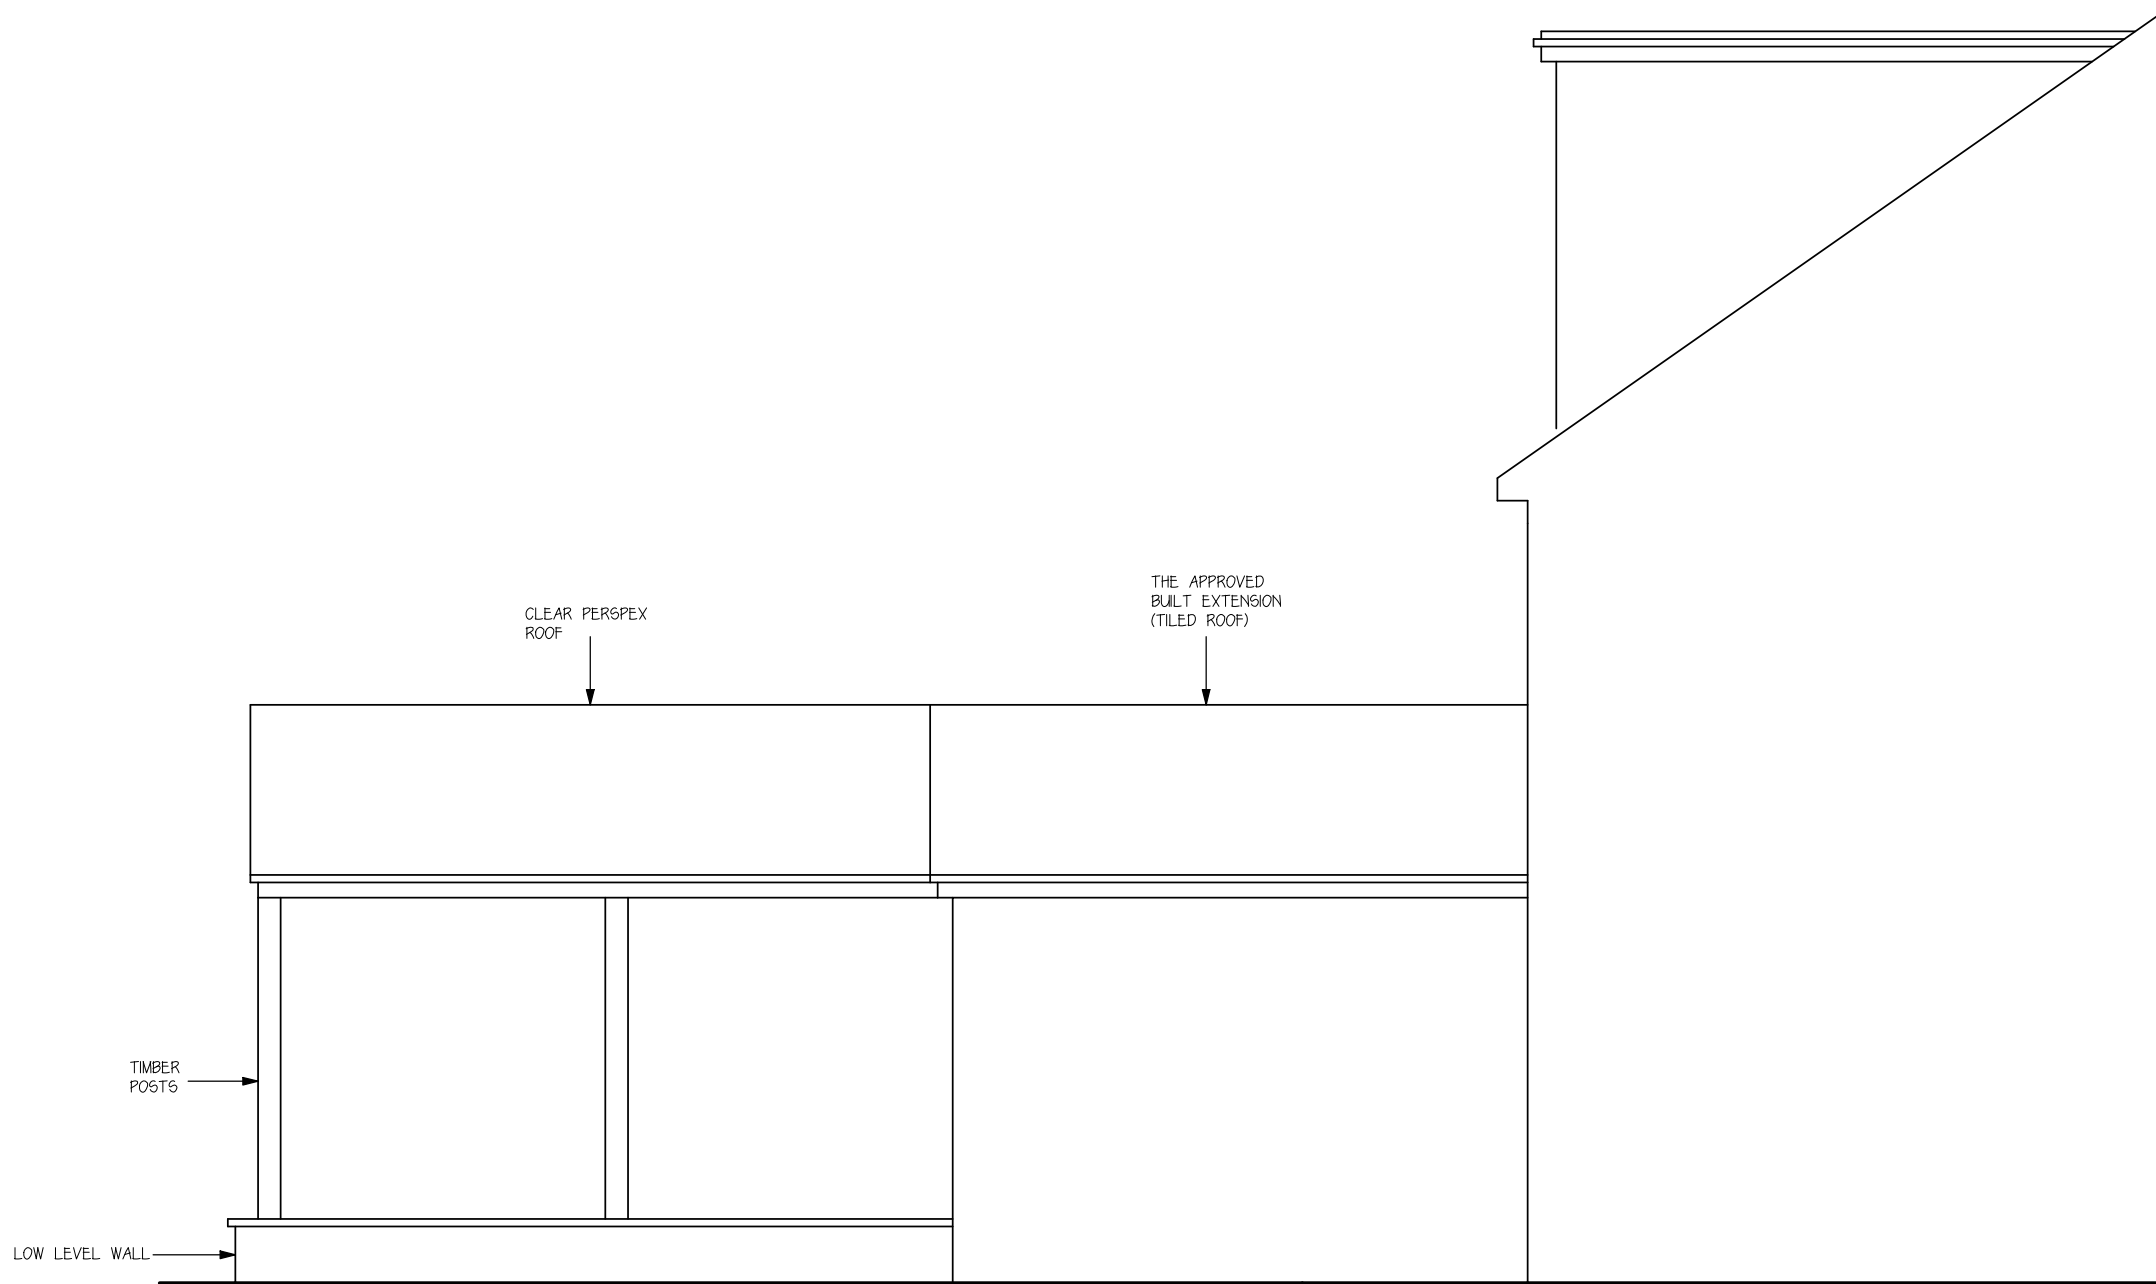 THE APPROVED
BUILT EXTENSION
(TILED ROOF)
CLEAR PERSPEX
ROOF
TIMBER
POSTS
LOW LEVEL WALL